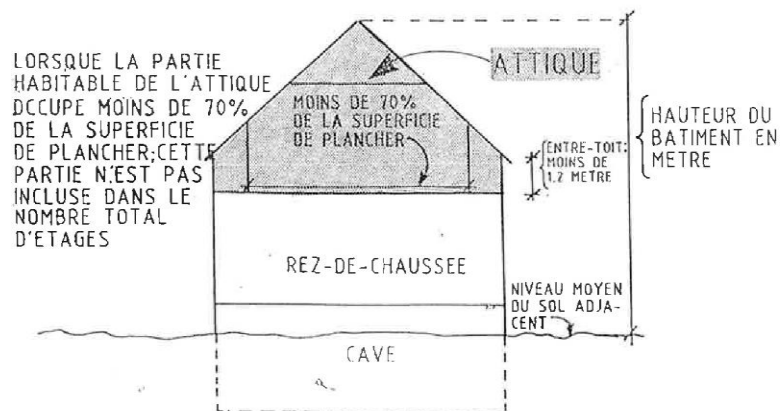 LORSQUE LA PARTIE
HABITABLE DE L'ATTIQUE
OCCUPE MOINS DE 70%
DE LA SUPERFICIE
DE PLANCHER;CETTE
PARTIE N'EST PAS
INCLUSE DANS LE
NOMBRE TOTAL
D'ETAGES
ATTIQUE
MOINS DE 70%
DE LA SUPERFICIE
DE PLANCHER
ENTRE-TOIT:
MOINS DE
1.2 METRE
HAUTEUR DU
BATIMENT EN
METRE
REZ-DE-CHAUSSEE
NIVEAU MOYEN
DU SOL ADJA-
CENT
CAVE